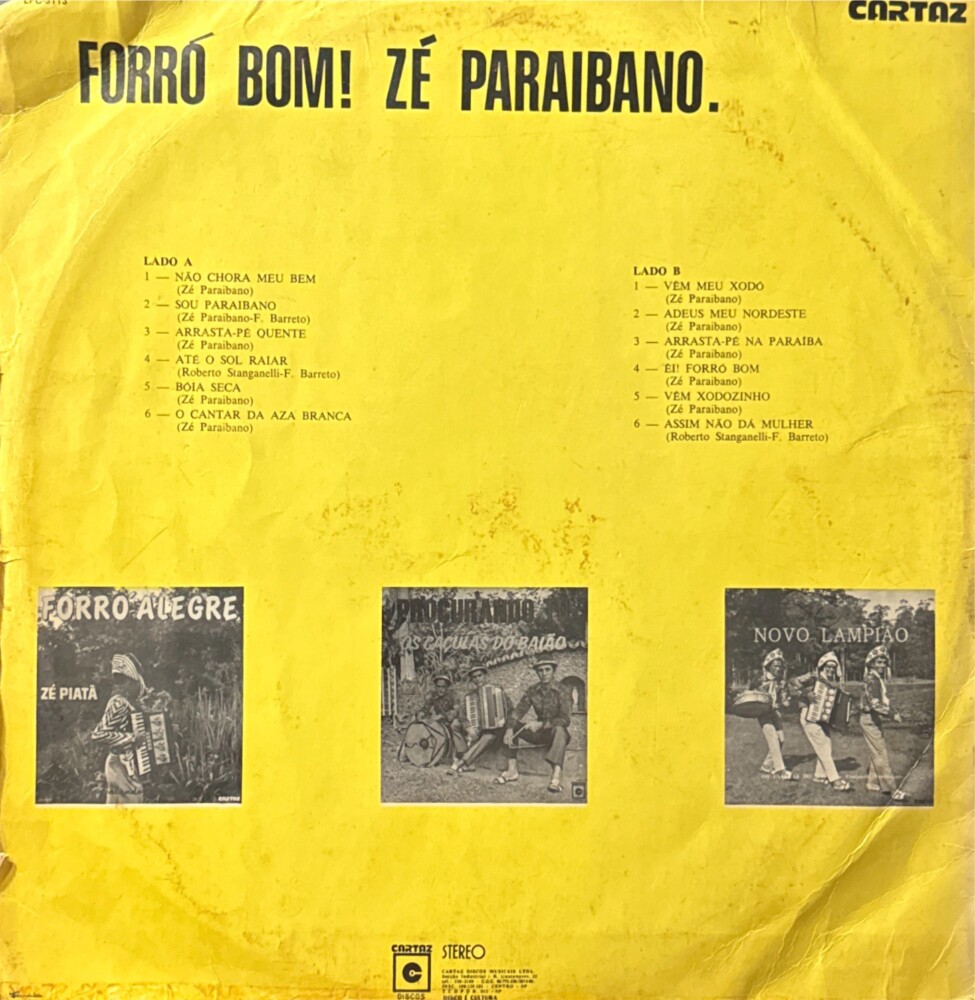 CARTAZ
FORRÓ BOM! ZÉ PARAIBANO.
LADO A
1 — NÃO CHORA MEU BEM
(Zé Paraibano)
2 — SOU PARAIBANO
(Zé Paraibano-F. Barreto)
3 — ARRASTA-PÉ QUENTE
(Zé Paraibano)
4 — ATÉ O SOL RAIAR
(Roberto Stanganelli-F. Barreto)
5 — BÓIA SECA
(Zé Paraibano)
6 — O CANTAR DA AZA BRANCA
(Zé Paraibano)
LADO B
1 — VÊM MEU XODÓ
(Zé Paraibano)
2 — ADEUS MEU NORDESTE
(Zé Paraibano)
3 — ARRASTA-PÉ NA PARAÍBA
(Zé Paraibano)
4 — ÊI! FORRÓ BOM
(Zé Paraibano)
5 — VÊM XODOZINHO
(Zé Paraibano)
6 — ASSIM NÃO DÁ MULHER
(Roberto Stanganelli-F. Barreto)
FORRÓ ALEGRE
ZÉ PIATÃ
CARTAZ
PROCURANDO
OS CAÇULAS DO BAIÃO
NOVO LAMPIÃO
CARTAZ
DISCOS
STEREO
CARTAZ DISCOS MUSICAIS LTDA.
DISCO É CULTURA